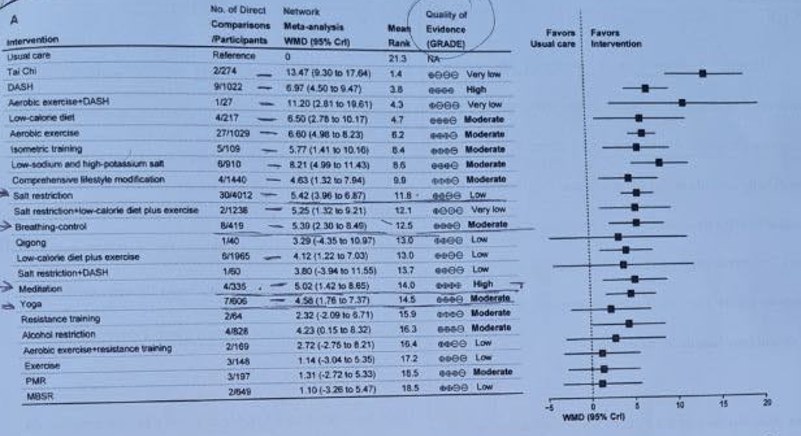 A
No. of Direct Comparisons /Participants
Network Meta-analysis WMD (95% CrI)
Mean Rank
Quality of Evidence (GRADE)
Favors Usual care
Favors Intervention
Intervention
Usual care Reference 0 21.3 NA
Tai Chi 2/274 13.47 (9.30 to 17.64) 1.4 Very low
DASH 9/1022 6.97 (4.50 to 9.47) 3.8 High
Aerobic exercise+DASH 1/27 11.20 (2.81 to 19.61) 4.3 Very low
Low-calorie diet 4/217 6.50 (2.78 to 10.17) 4.7 Moderate
Aerobic exercise 27/1029 6.60 (4.98 to 8.23) 6.2 Moderate
Isometric training 5/109 5.77 (1.41 to 10.16) 8.4 Moderate
Low-sodium and high-potassium salt 6/910 8.21 (4.99 to 11.43) 8.6 Moderate
Comprehensive lifestyle modification 4/1440 4.63 (1.32 to 7.94) 9.9 Moderate
Salt restriction 30/4012 5.42 (3.96 to 6.87) 11.8 Low
Salt restriction+low-calorie diet plus exercise 2/1238 5.25 (1.32 to 9.21) 12.1 Very low
Breathing-control 8/419 5.39 (2.30 to 8.49) 12.5 Moderate
Qigong 1/40 3.29 (-4.35 to 10.97) 13.0 Low
Low-calorie diet plus exercise 6/1965 4.12 (1.22 to 7.03) 13.0 Low
Salt restriction+DASH 1/60 3.80 (-3.94 to 11.55) 13.7 Low
Meditation 4/335 5.02 (1.42 to 8.65) 14.0 High
Yoga 7/606 4.58 (1.76 to 7.37) 14.5 Moderate
Resistance training 2/64 2.32 (-2.09 to 6.71) 15.9 Moderate
Alcohol restriction 4/828 4.23 (0.15 to 8.32) 16.3 Moderate
Aerobic exercise+resistance training 2/169 2.72 (-2.76 to 8.21) 16.4 Low
Exercise 3/148 1.14 (-3.04 to 5.35) 17.2 Low
PMR 3/197 1.31 (-2.72 to 5.33) 18.5 Moderate
MBSR 2/649 1.10 (-3.26 to 5.47) 18.5 Low
-5 0 5 10 15 20
WMD (95% CrI)